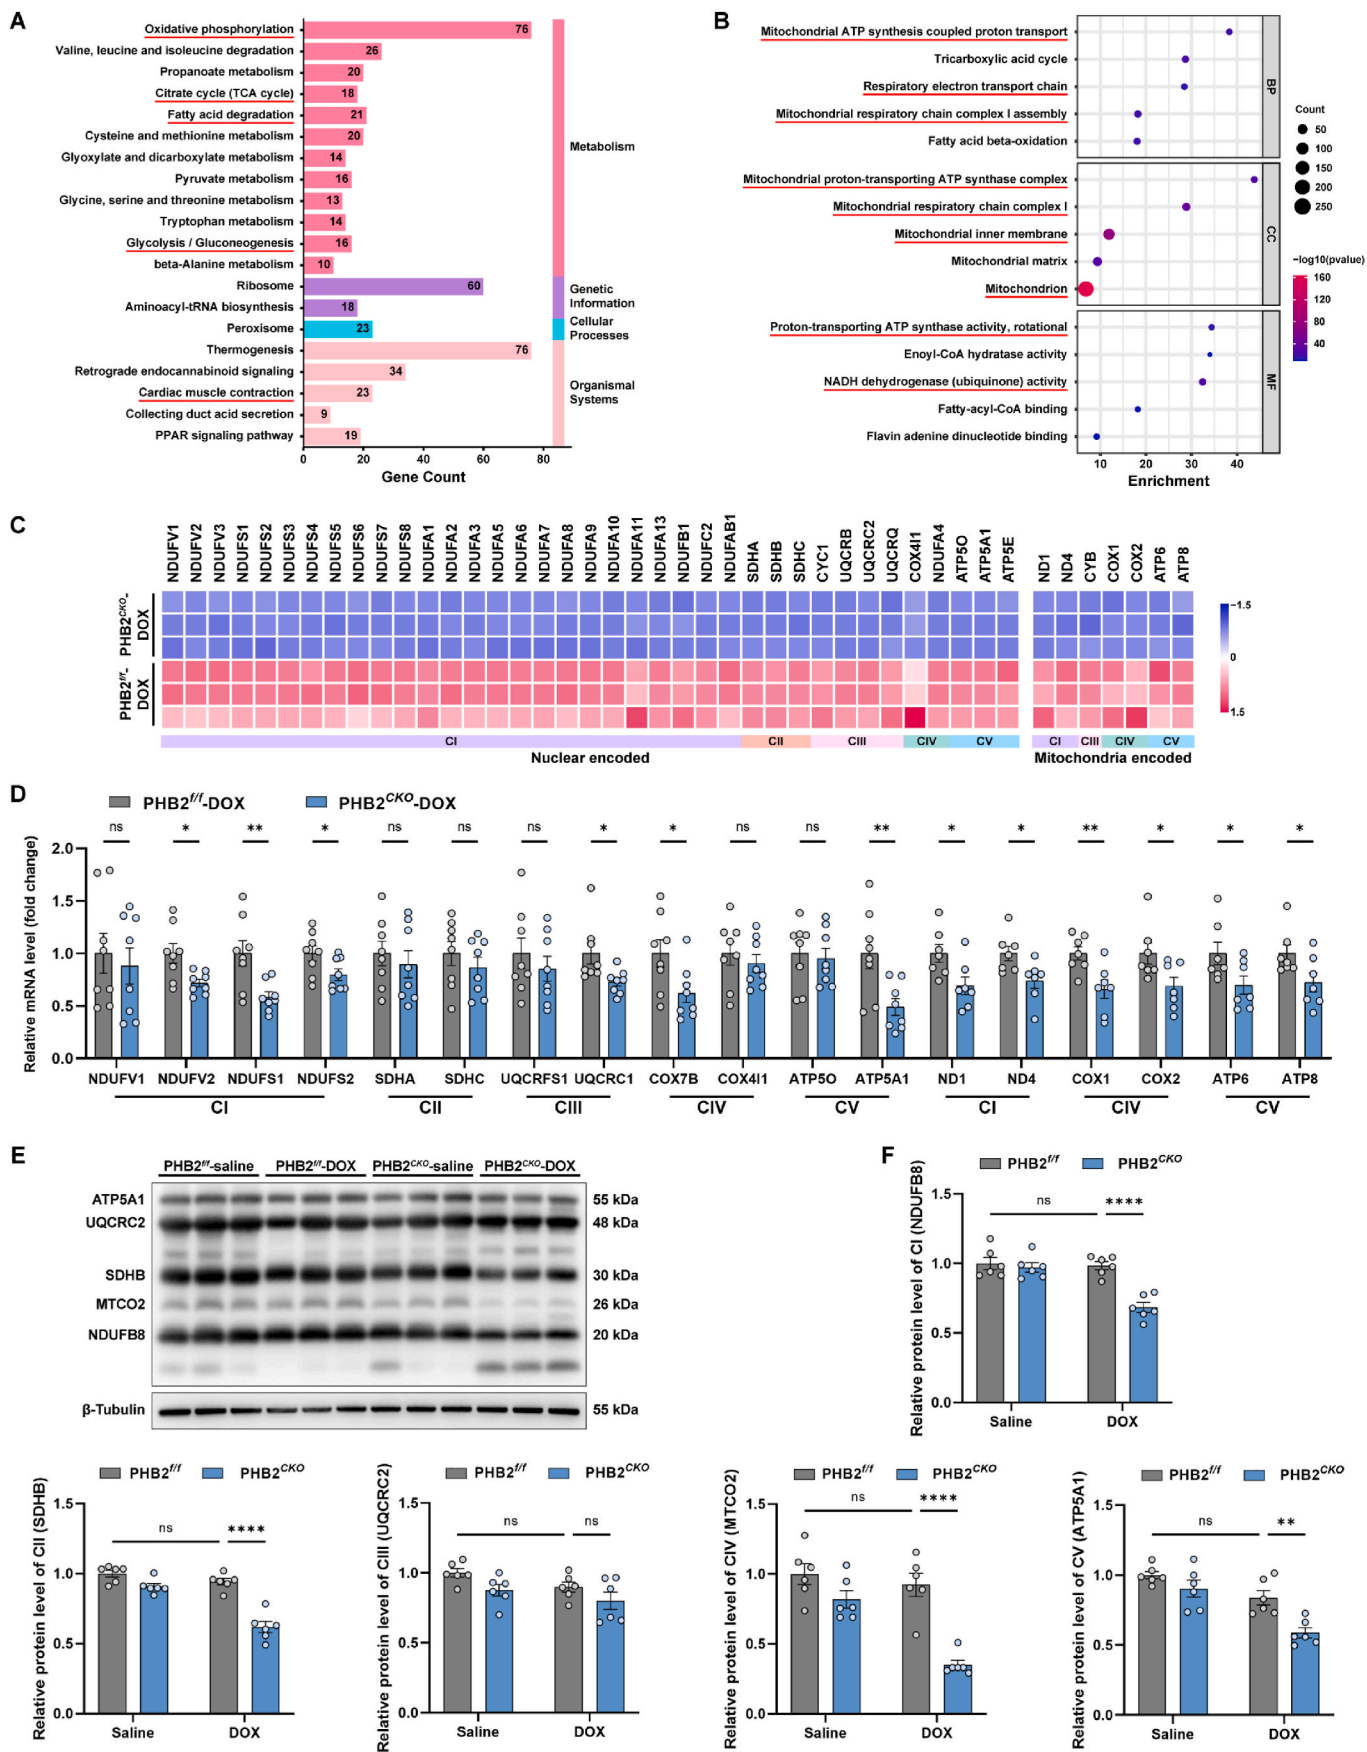 A
Oxidative phosphorylation 76
Valine, leucine and isoleucine degradation 26
Propanoate metabolism 20
Citrate cycle (TCA cycle) 18
Fatty acid degradation 21
Cysteine and methionine metabolism 20
Glyoxylate and dicarboxylate metabolism 14
Pyruvate metabolism 16
Glycine, serine and threonine metabolism 13
Tryptophan metabolism 14
Glycolysis / Gluconeogenesis 16
beta-Alanine metabolism 10
Ribosome 60
Aminoacyl-tRNA biosynthesis 18
Peroxisome 23
Thermogenesis 76
Retrograde endocannabinoid signaling 34
Cardiac muscle contraction 23
Collecting duct acid secretion 9
PPAR signaling pathway 19
Metabolism
Genetic
Information
Cellular
Processes
Organismal
Systems
0 20 40 60 80
Gene Count
B
Mitochondrial ATP synthesis coupled proton transport
Tricarboxylic acid cycle
Respiratory electron transport chain
Mitochondrial respiratory chain complex I assembly
Fatty acid beta-oxidation
BP
Mitochondrial proton-transporting ATP synthase complex
Mitochondrial respiratory chain complex I
Mitochondrial inner membrane
Mitochondrial matrix
Mitochondrion
CC
Proton-transporting ATP synthase activity, rotational
Enoyl-CoA hydratase activity
NADH dehydrogenase (ubiquinone) activity
Fatty-acyl-CoA binding
Flavin adenine dinucleotide binding
MF
10 20 30 40
Enrichment
Count
50
100
150
200
250
−log10(pvalue)
160
120
80
40
C
NDUFV1 NDUFV2 NDUFV3 NDUFS1 NDUFS2 NDUFS3 NDUFS4 NDUFS5 NDUFS6 NDUFS7 NDUFS8 NDUFA1 NDUFA2 NDUFA3 NDUFA5 NDUFA6 NDUFA7 NDUFA8 NDUFA9 NDUFA10 NDUFA11 NDUFA13 NDUFB1 NDUFC2 NDUFAB1 SDHA SDHB SDHC CYC1 UQCRB UQCRC2 UQCRQ COX4I1 NDUFA4 ATP5O ATP5A1 ATP5E ND1 ND4 CYB COX1 COX2 ATP6 ATP8
PHB2CKO-
DOX
PHB2f/f-
DOX
−1.5
0
1.5
CI CII CIII CIV CV CI CIII CIV CV
Nuclear encoded Mitochondria encoded
D
PHB2f/f-DOX PHB2CKO-DOX
ns * ** * ns ns ns * * ns ns ** * * ** * * *
Relative mRNA level (fold change)
2.0
1.5
1.0
0.5
0.0
NDUFV1 NDUFV2 NDUFS1 NDUFS2 SDHA SDHC UQCRFS1 UQCRC1 COX7B COX4I1 ATP5O ATP5A1 ND1 ND4 COX1 COX2 ATP6 ATP8
CI CII CIII CIV CV CI CIV CV
E
PHB2f/f-saline PHB2f/f-DOX PHB2CKO-saline PHB2CKO-DOX
ATP5A1 55 kDa
UQCRC2 48 kDa
SDHB 30 kDa
MTCO2 26 kDa
NDUFB8 20 kDa
β-Tubulin 55 kDa
F
PHB2f/f PHB2CKO
Relative protein level of CI (NDUFB8)
1.5
1.0
0.5
0.0
ns ****
Saline DOX
PHB2f/f PHB2CKO
Relative protein level of CII (SDHB)
1.5
1.0
0.5
0.0
ns ****
Saline DOX
PHB2f/f PHB2CKO
Relative protein level of CIII (UQCRC2)
1.5
1.0
0.5
0.0
ns ns
Saline DOX
PHB2f/f PHB2CKO
Relative protein level of CIV (MTCO2)
1.5
1.0
0.5
0.0
ns ****
Saline DOX
PHB2f/f PHB2CKO
Relative protein level of CV (ATP5A1)
1.5
1.0
0.5
0.0
ns **
Saline DOX